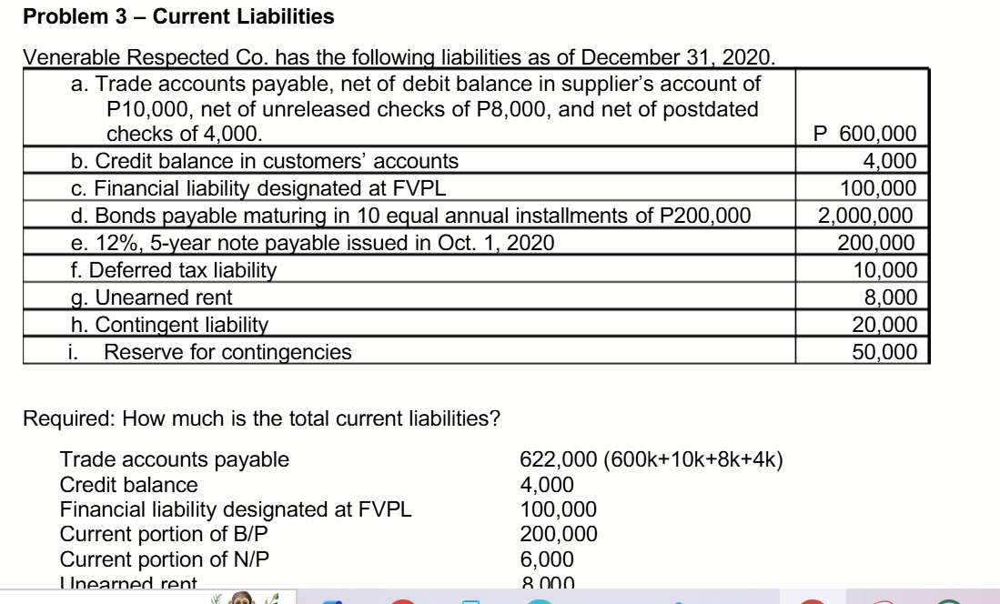 Problem 3 – Current Liabilities
Venerable Respected Co. has the following liabilities as of December 31, 2020.
a. Trade accounts payable, net of debit balance in supplier's account of
P10,000, net of unreleased checks of P8,000, and net of postdated
checks of 4,000. P 600,000
b. Credit balance in customers' accounts 4,000
c. Financial liability designated at FVPL 100,000
d. Bonds payable maturing in 10 equal annual installments of P200,000 2,000,000
e. 12%, 5-year note payable issued in Oct. 1, 2020 200,000
f. Deferred tax liability 10,000
g. Unearned rent 8,000
h. Contingent liability 20,000
i. Reserve for contingencies 50,000
Required: How much is the total current liabilities?
Trade accounts payable 622,000 (600k+10k+8k+4k)
Credit balance 4,000
Financial liability designated at FVPL 100,000
Current portion of B/P 200,000
Current portion of N/P 6,000
Unearned rent 8,000